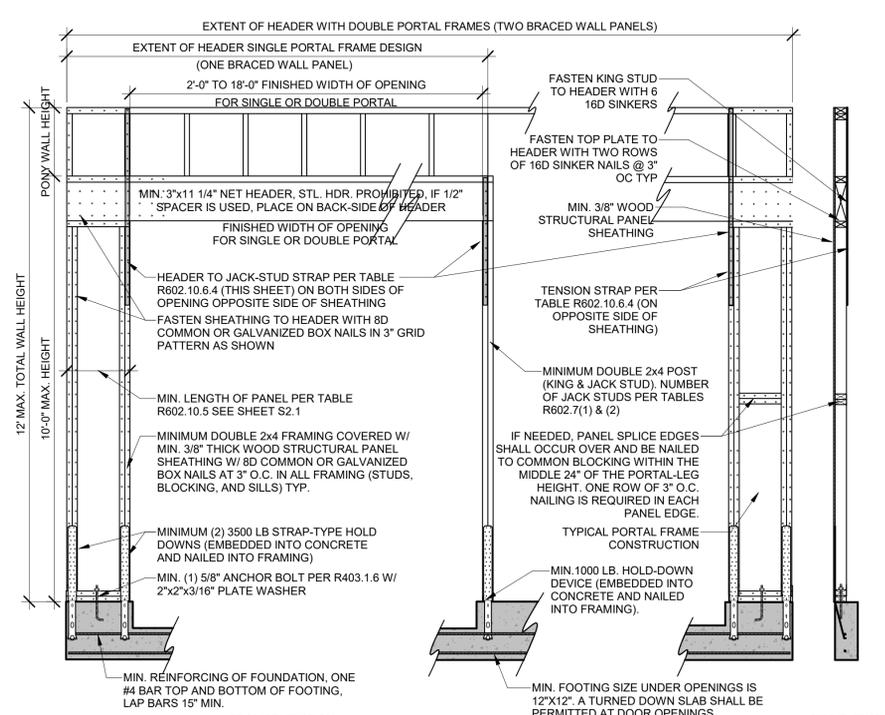 EXTENT OF HEADER WITH DOUBLE PORTAL FRAMES (TWO BRACED WALL PANELS)
EXTENT OF HEADER SINGLE PORTAL FRAME DESIGN
(ONE BRACED WALL PANEL)
2'-0" TO 18'-0" FINISHED WIDTH OF OPENING
FOR SINGLE OR DOUBLE PORTAL
FASTEN KING STUD
TO HEADER WITH 6
16D SINKERS
PONY WALL HEIGHT
FASTEN TOP PLATE TO
HEADER WITH TWO ROWS
OF 16D SINKER NAILS @ 3"
OC TYP
MIN. 3"x11 1/4" NET HEADER, STL. HDR. PROHIBITED, IF 1/2"
SPACER IS USED, PLACE ON BACK-SIDE OF HEADER
FINISHED WIDTH OF OPENING
FOR SINGLE OR DOUBLE PORTAL
MIN. 3/8" WOOD
STRUCTURAL PANEL
SHEATHING
HEADER TO JACK-STUD STRAP PER TABLE
R602.10.6.4 (THIS SHEET) ON BOTH SIDES OF
OPENING OPPOSITE SIDE OF SHEATHING
TENSION STRAP PER
TABLE R602.10.6.4 (ON
OPPOSITE SIDE OF
SHEATHING)
FASTEN SHEATHING TO HEADER WITH 8D
COMMON OR GALVANIZED BOX NAILS IN 3" GRID
PATTERN AS SHOWN
12' MAX. TOTAL WALL HEIGHT
10'-0" MAX. HEIGHT
MINIMUM DOUBLE 2x4 POST
(KING & JACK STUD). NUMBER
OF JACK STUDS PER TABLES
R602.7(1) & (2)
MIN. LENGTH OF PANEL PER TABLE
R602.10.5 SEE SHEET S2.1
MINIMUM DOUBLE 2x4 FRAMING COVERED W/
MIN. 3/8" THICK WOOD STRUCTURAL PANEL
SHEATHING W/ 8D COMMON OR GALVANIZED
BOX NAILS AT 3" O.C. IN ALL FRAMING (STUDS,
BLOCKING, AND SILLS) TYP.
IF NEEDED, PANEL SPLICE EDGES
SHALL OCCUR OVER AND BE NAILED
TO COMMON BLOCKING WITHIN THE
MIDDLE 24" OF THE PORTAL-LEG
HEIGHT. ONE ROW OF 3" O.C.
NAILING IS REQUIRED IN EACH
PANEL EDGE.
MINIMUM (2) 3500 LB STRAP-TYPE HOLD
DOWNS (EMBEDDED INTO CONCRETE
AND NAILED INTO FRAMING)
TYPICAL PORTAL FRAME
CONSTRUCTION
MIN. (1) 5/8" ANCHOR BOLT PER R403.1.6 W/
2"x2"x3/16" PLATE WASHER
MIN.1000 LB. HOLD-DOWN
DEVICE (EMBEDDED INTO
CONCRETE AND NAILED
INTO FRAMING).
MIN. REINFORCING OF FOUNDATION, ONE
#4 BAR TOP AND BOTTOM OF FOOTING,
LAP BARS 15" MIN.
MIN. FOOTING SIZE UNDER OPENINGS IS
12"X12". A TURNED DOWN SLAB SHALL BE
PERMITTED AT DOOR OPENINGS